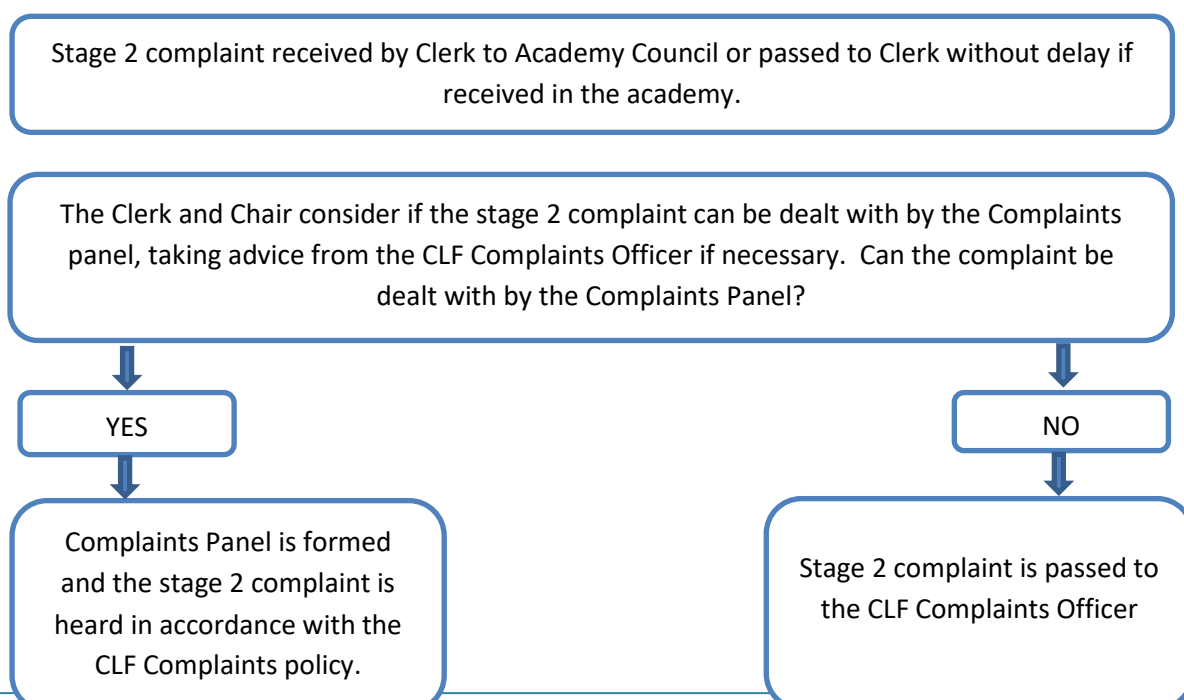 Stage 2 complaint received by Clerk to Academy Council or passed to Clerk without delay if
received in the academy.
The Clerk and Chair consider if the stage 2 complaint can be dealt with by the Complaints
panel, taking advice from the CLF Complaints Officer if necessary.  Can the complaint be
dealt with by the Complaints Panel?
YES
NO
Complaints Panel is formed
and the stage 2 complaint is
heard in accordance with the
CLF Complaints policy.
Stage 2 complaint is passed to
the CLF Complaints Officer